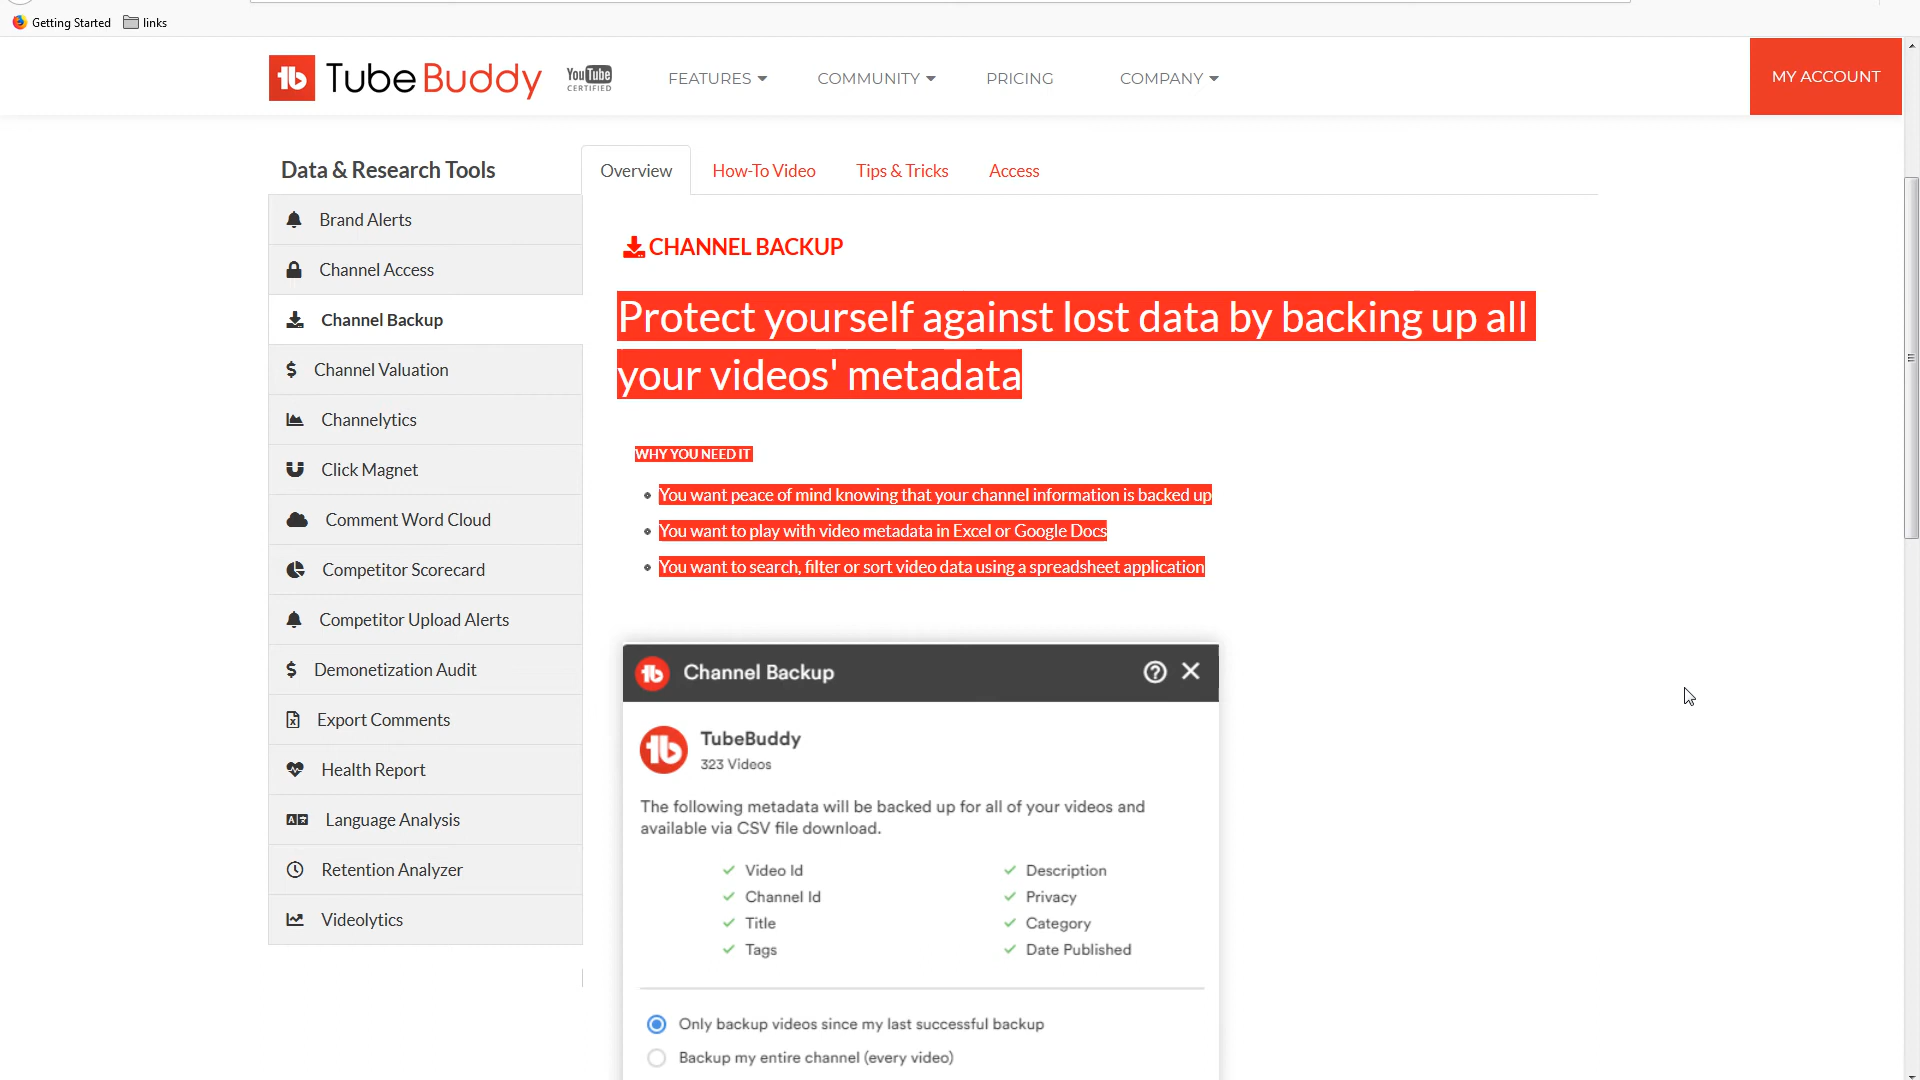 Getting Started links
TubeBuddy YouTube CERTIFIED FEATURES COMMUNITY PRICING COMPANY MY ACCOUNT
Data & Research Tools
Brand Alerts
Channel Access
Channel Backup
Channel Valuation
Channelytics
Click Magnet
Comment Word Cloud
Competitor Scorecard
Competitor Upload Alerts
Demonetization Audit
Export Comments
Health Report
Language Analysis
Retention Analyzer
Videolytics
Overview How-To Video Tips & Tricks Access
CHANNEL BACKUP
Protect yourself against lost data by backing up all
your videos' metadata
WHY YOU NEED IT
You want peace of mind knowing that your channel information is backed up
You want to play with video metadata in Excel or Google Docs
You want to search, filter or sort video data using a spreadsheet application
Channel Backup
TubeBuddy
323 Videos
The following metadata will be backed up for all of your videos and
available via CSV file download.
Video Id Description
Channel Id Privacy
Title Category
Tags Date Published
Only backup videos since my last successful backup
Backup my entire channel (every video)